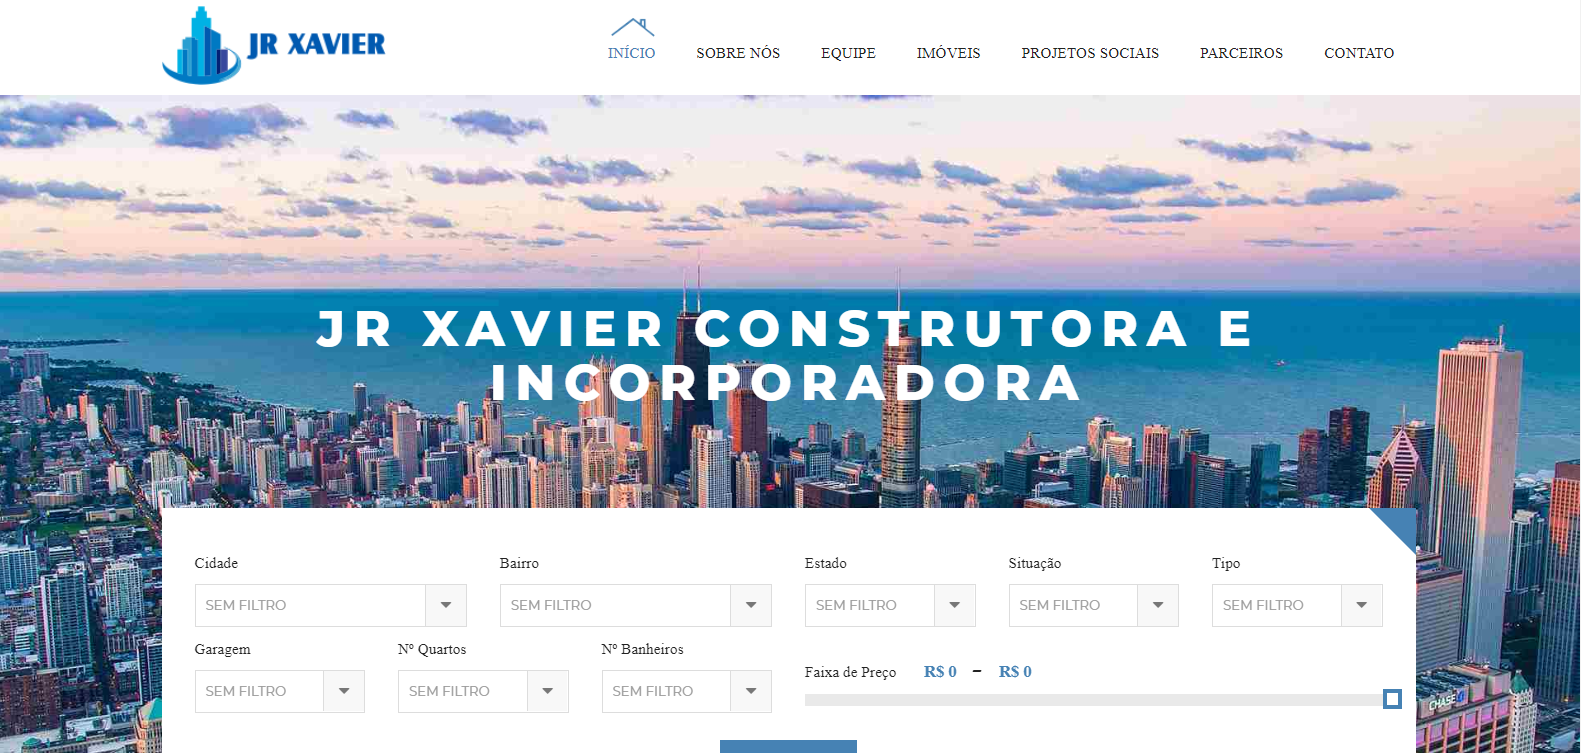 JR XAVIER
INÍCIO SOBRE NÓS EQUIPE IMÓVEIS PROJETOS SOCIAIS PARCEIROS CONTATO
JR XAVIER CONSTRUTORA E
INCORPORADORA
Cidade Bairro Estado Situação Tipo
SEM FILTRO SEM FILTRO SEM FILTRO SEM FILTRO SEM FILTRO
Garagem Nº Quartos Nº Banheiros
Faixa de Preço R$ 0 – R$ 0
SEM FILTRO SEM FILTRO SEM FILTRO
CHASE